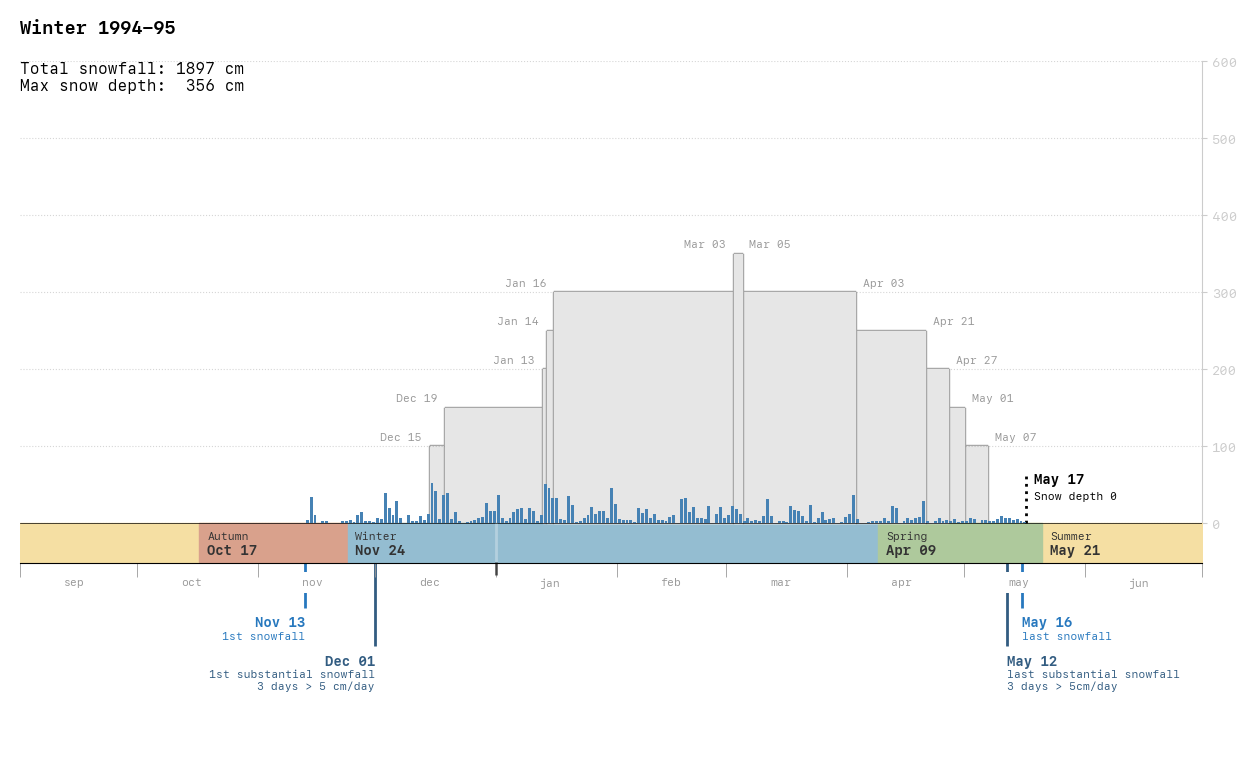 Winter 1994–95
Total snowfall: 1897 cm
Max snow depth: 356 cm
600
500
400
300
200
100
0
Mar 03
Mar 05
Jan 16
Apr 03
Jan 14
Apr 21
Jan 13
Apr 27
Dec 19
May 01
Dec 15
May 07
May 17
Snow depth 0
Autumn
Oct 17
Winter
Nov 24
Spring
Apr 09
Summer
May 21
sep
oct
nov
dec
jan
feb
mar
apr
may
jun
Nov 13
1st snowfall
May 16
last snowfall
Dec 01
1st substantial snowfall
3 days > 5 cm/day
May 12
last substantial snowfall
3 days > 5cm/day